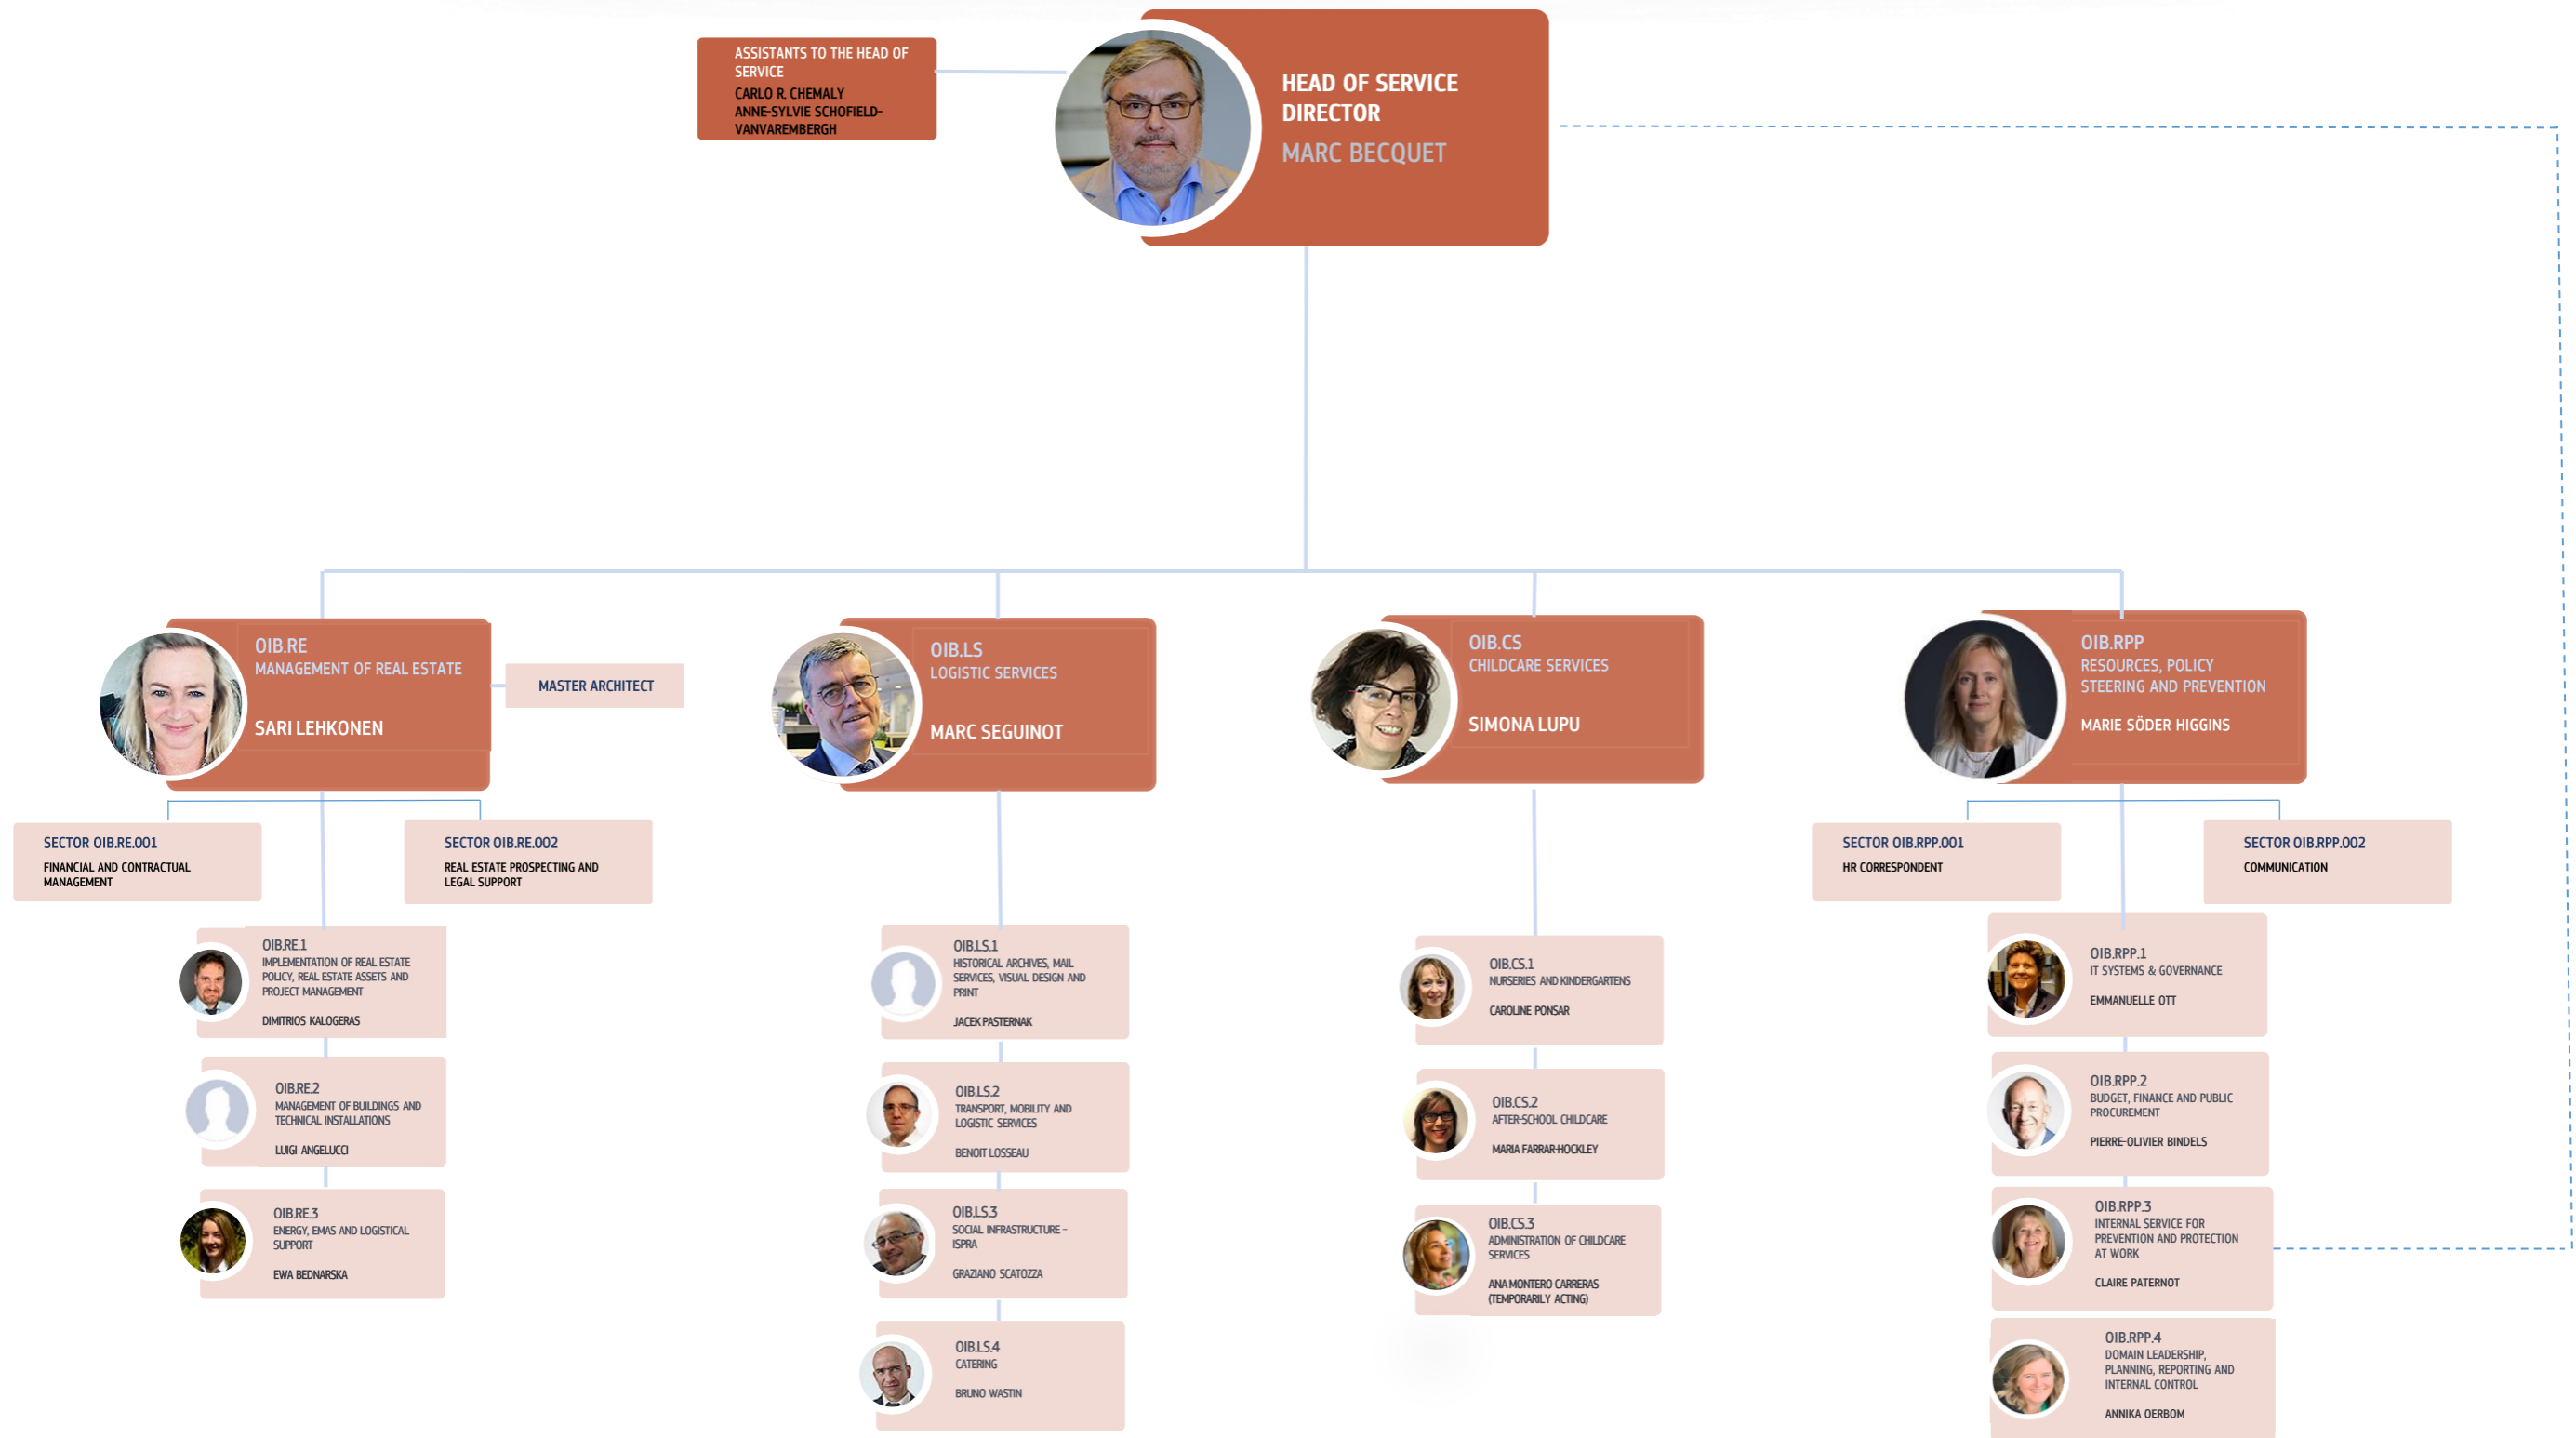 ASSISTANTS TO THE HEAD OF
SERVICE
CARLO R. CHEMALY
ANNE-SYLVIE SCHOFIELD-
VANVAREMBERGH
HEAD OF SERVICE
DIRECTOR
MARC BECQUET
OIB.RE
MANAGEMENT OF REAL ESTATE
SARI LEHKONEN
MASTER ARCHITECT
OIB.LS
LOGISTIC SERVICES
MARC SEGUINOT
OIB.CS
CHILDCARE SERVICES
SIMONA LUPU
OIB.RPP
RESOURCES, POLICY
STEERING AND PREVENTION
MARIE SÖDER HIGGINS
SECTOR OIB.RE.001
FINANCIAL AND CONTRACTUAL
MANAGEMENT
SECTOR OIB.RE.002
REAL ESTATE PROSPECTING AND
LEGAL SUPPORT
SECTOR OIB.RPP.001
HR CORRESPONDENT
SECTOR OIB.RPP.002
COMMUNICATION
OIB.RE.1
IMPLEMENTATION OF REAL ESTATE
POLICY, REAL ESTATE ASSETS AND
PROJECT MANAGEMENT
DIMITRIOS KALOGERAS
OIB.RE.2
MANAGEMENT OF BUILDINGS AND
TECHNICAL INSTALLATIONS
LUIGI ANGELUCCI
OIB.RE.3
ENERGY, EMAS AND LOGISTICAL
SUPPORT
EWA BEDNARSKA
OIB.LS.1
HISTORICAL ARCHIVES, MAIL
SERVICES, VISUAL DESIGN AND
PRINT
JACEK PASTERNAK
OIB.LS.2
TRANSPORT, MOBILITY AND
LOGISTIC SERVICES
BENOIT LOSSEAU
OIB.LS.3
SOCIAL INFRASTRUCTURE –
ISPRA
GRAZIANO SCATOZZA
OIB.LS.4
CATERING
BRUNO WASTIN
OIB.CS.1
NURSERIES AND KINDERGARTENS
CAROLINE PONSAR
OIB.CS.2
AFTER-SCHOOL CHILDCARE
MARIA FARRAR-HOCKLEY
OIB.CS.3
ADMINISTRATION OF CHILDCARE
SERVICES
ANA MONTERO CARRERAS
(TEMPORARILY ACTING)
OIB.RPP.1
IT SYSTEMS & GOVERNANCE
EMMANUELLE OTT
OIB.RPP.2
BUDGET, FINANCE AND PUBLIC
PROCUREMENT
PIERRE-OLIVIER BINDELS
OIB.RPP.3
INTERNAL SERVICE FOR
PREVENTION AND PROTECTION
AT WORK
CLAIRE PATERNOT
OIB.RPP.4
DOMAIN LEADERSHIP,
PLANNING, REPORTING AND
INTERNAL CONTROL
ANNIKA OERBOM